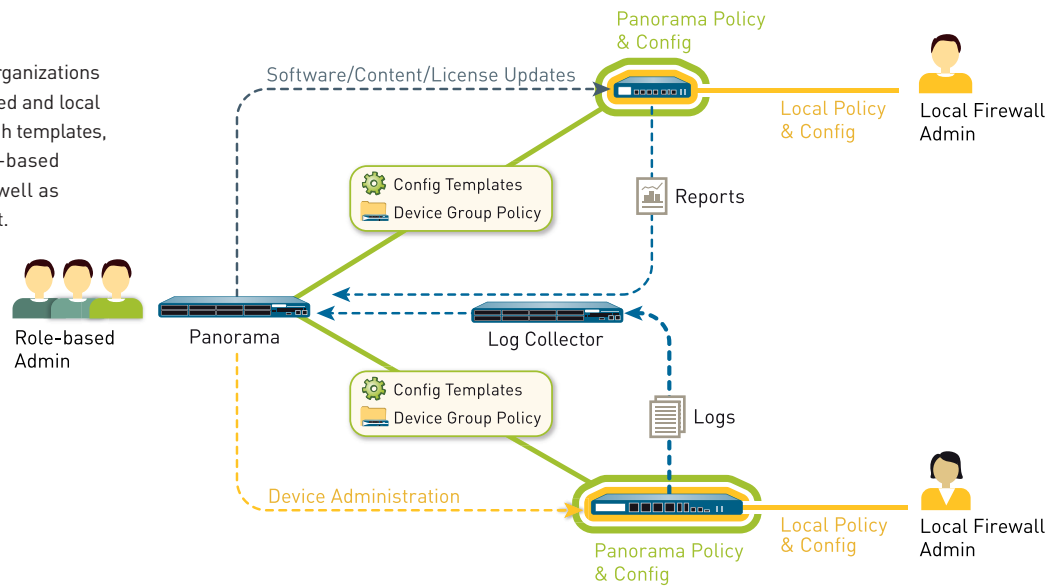 Panorama Policy
& Config
rganizations
ed and local
h templates,
-based
well as
t.
Software/Content/License Updates
Local Policy
& Config
Local Firewall
Admin
Config Templates
Device Group Policy
Reports
Role-based
Admin
Panorama
Log Collector
Config Templates
Device Group Policy
Logs
Device Administration
Local Policy
& Config
Local Firewall
Admin
Panorama Policy
& Config